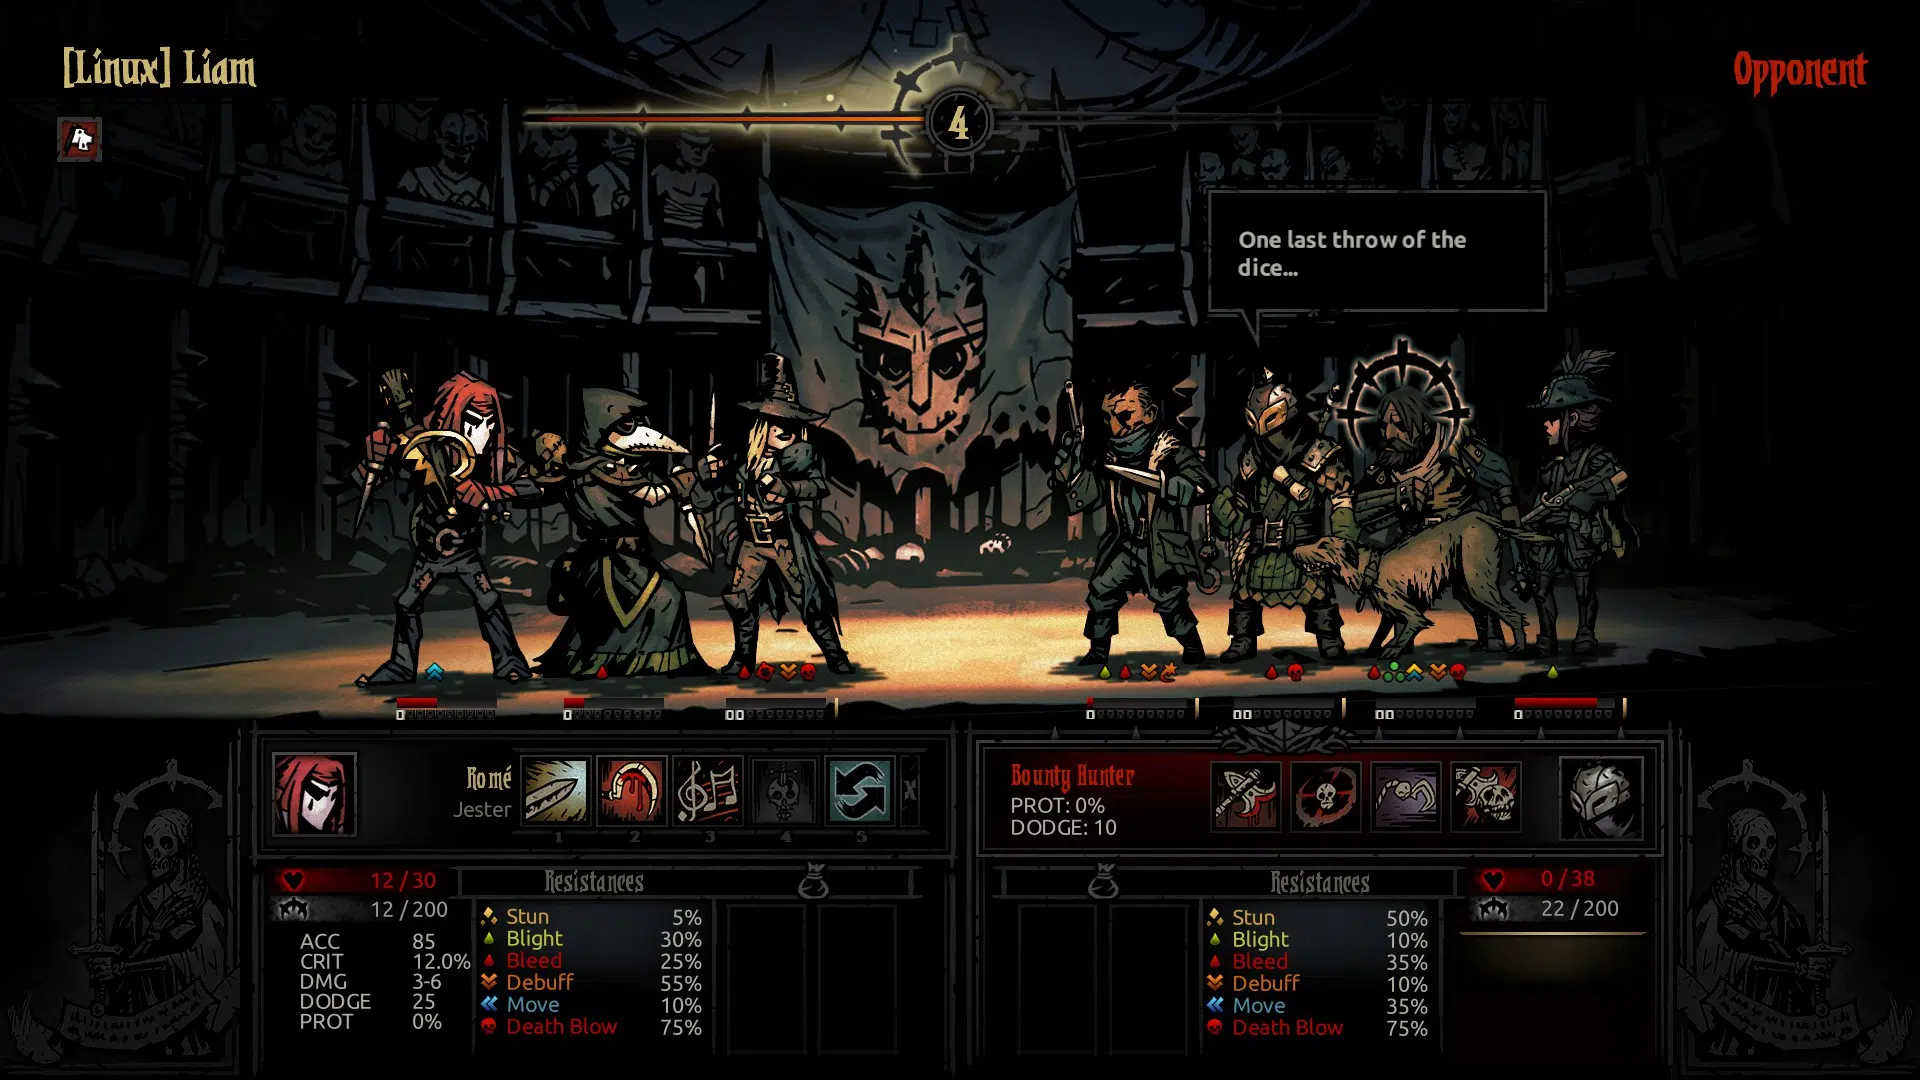 [Linux] Liam
4
Opponent
One last throw of the
dice...
Romé
Jester
1 2 3 4 5
X
12 / 30
12 / 200
ACC 85
CRIT 12.0%
DMG 3-6
DODGE 25
PROT 0%
Resistances
Stun 5%
Blight 30%
Bleed 25%
Debuff 55%
Move 10%
Death Blow 75%
Bounty Hunter
PROT: 0%
DODGE: 10
Resistances
Stun 50%
Blight 10%
Bleed 35%
Debuff 10%
Move 35%
Death Blow 75%
0 / 38
22 / 200